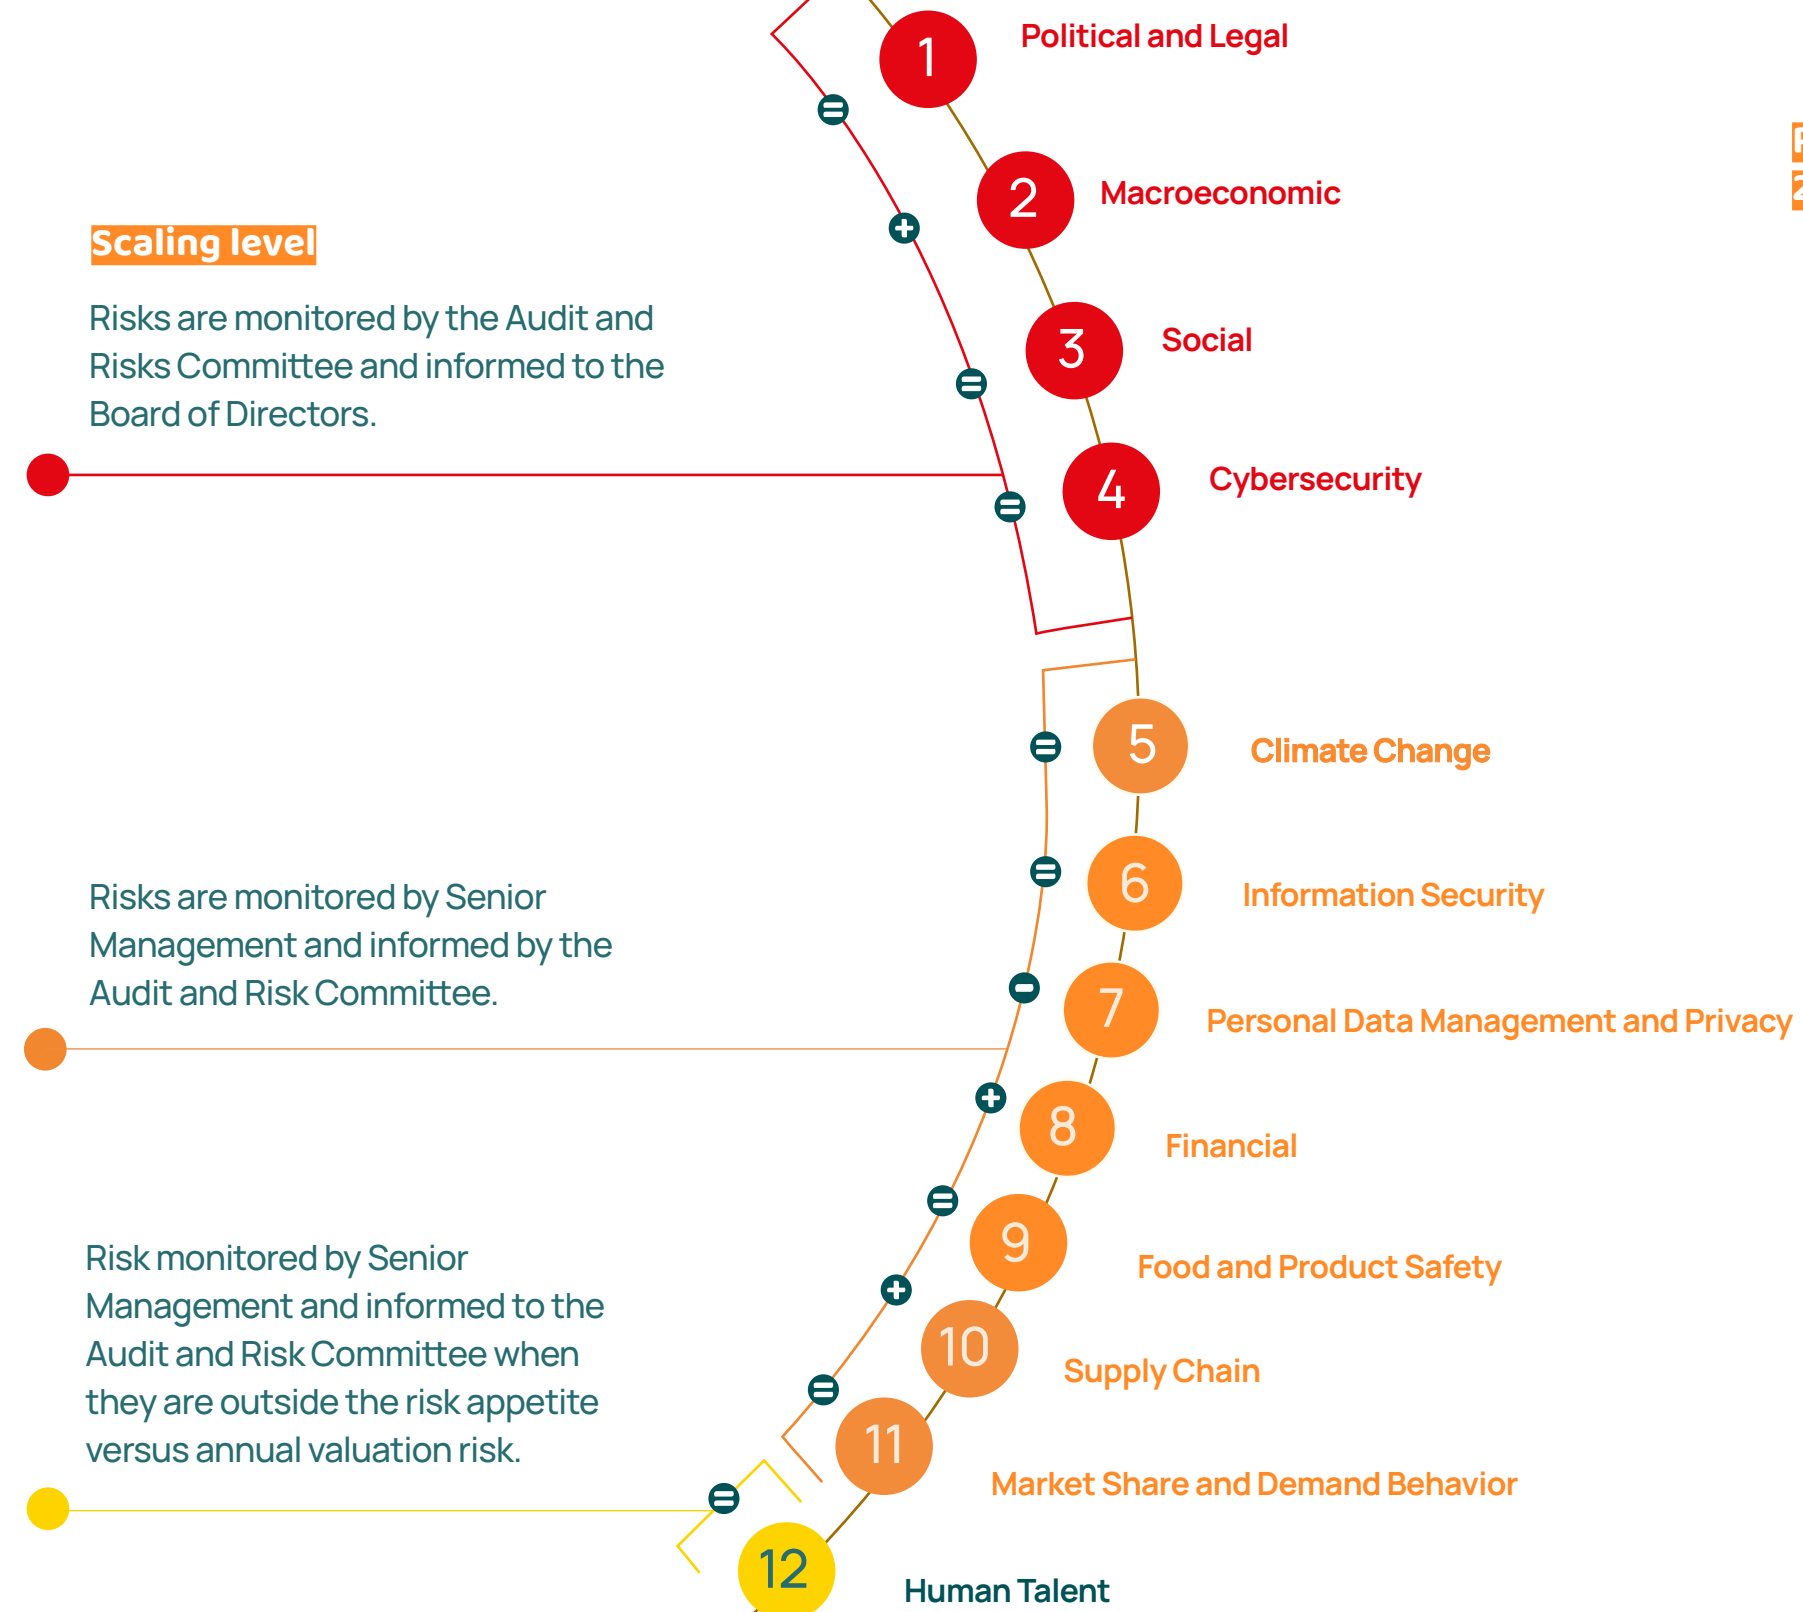 1
Political and Legal
2
Macroeconomic
Scaling level
Risks are monitored by the Audit and
Risks Committee and informed to the
Board of Directors.
3
Social
4
Cybersecurity
5
Climate Change
6
Information Security
Risks are monitored by Senior
Management and informed by the
Audit and Risk Committee.
7
Personal Data Management and Privacy
8
Financial
9
Food and Product Safety
Risk monitored by Senior
Management and informed to the
Audit and Risk Committee when
they are outside the risk appetite
versus annual valuation risk.
10
Supply Chain
11
Market Share and Demand Behavior
12
Human Talent